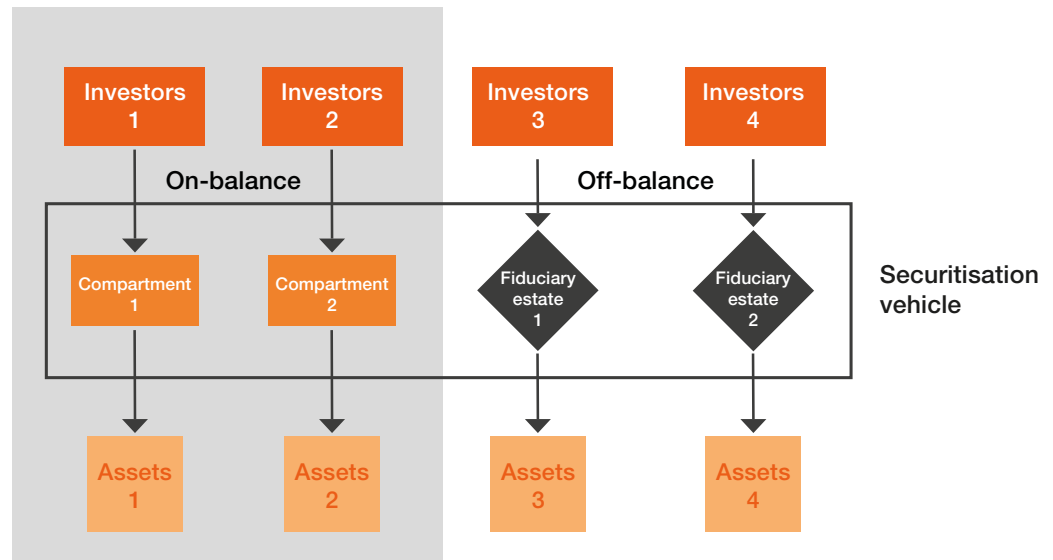 Investors
1
Investors
2
Investors
3
Investors
4
On-balance
Off-balance
Compartment
1
Compartment
2
Fiduciary
estate
1
Fiduciary
estate
2
Securitisation
vehicle
Assets
1
Assets
2
Assets
3
Assets
4